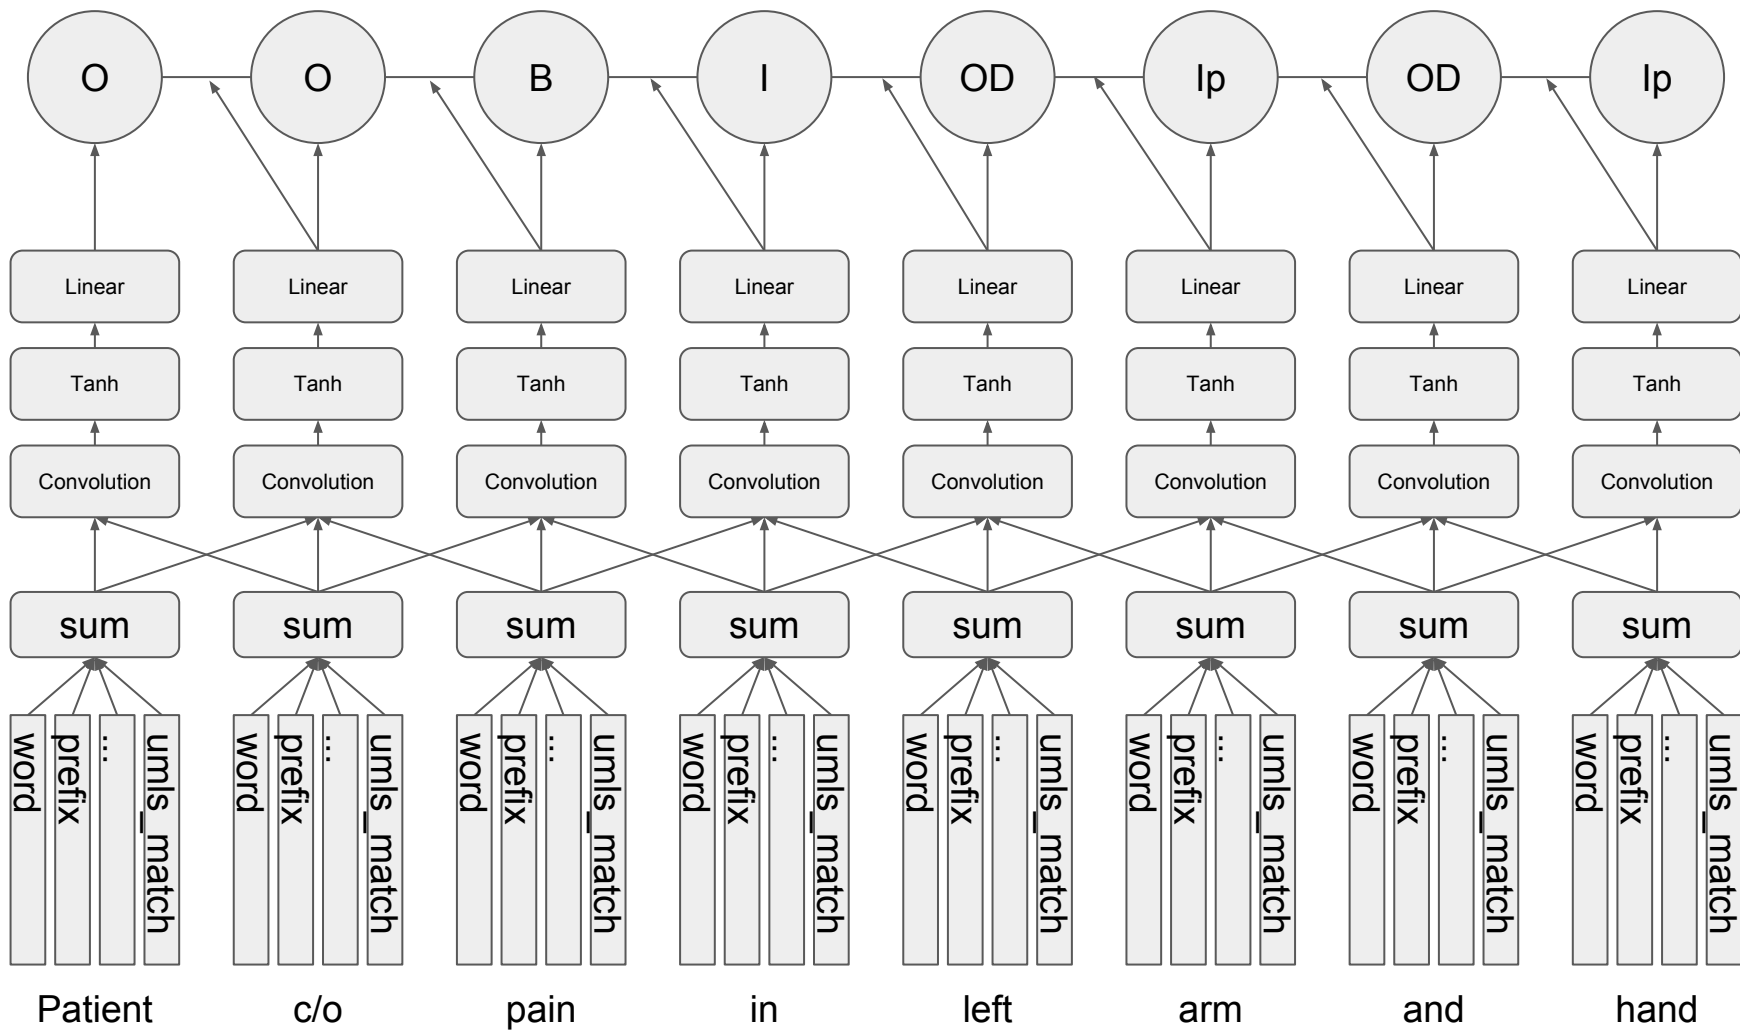 O O B I OD Ip OD Ip
Linear Linear Linear Linear Linear Linear Linear Linear
Tanh Tanh Tanh Tanh Tanh Tanh Tanh Tanh
Convolution Convolution Convolution Convolution Convolution Convolution Convolution Convolution
sum sum sum sum sum sum sum sum
word prefix ... umls_match word prefix ... umls_match word prefix ... umls_match word prefix ... umls_match word prefix ... umls_match word prefix ... umls_match word prefix ... umls_match word prefix ... umls_match
Patient c/o pain in left arm and hand